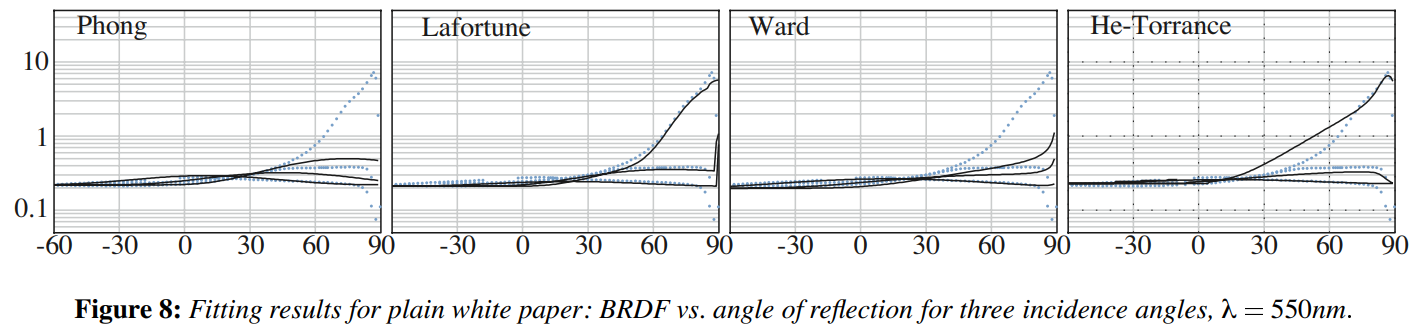 Phong Lafortune Ward He-Torrance
10
1
0.1
-60 -30 0 30 60 90 -30 0 30 60 90 -30 0 30 60 90 -30 0 30 60 90
Figure 8: Fitting results for plain white paper: BRDF vs. angle of reflection for three incidence angles, λ = 550nm.